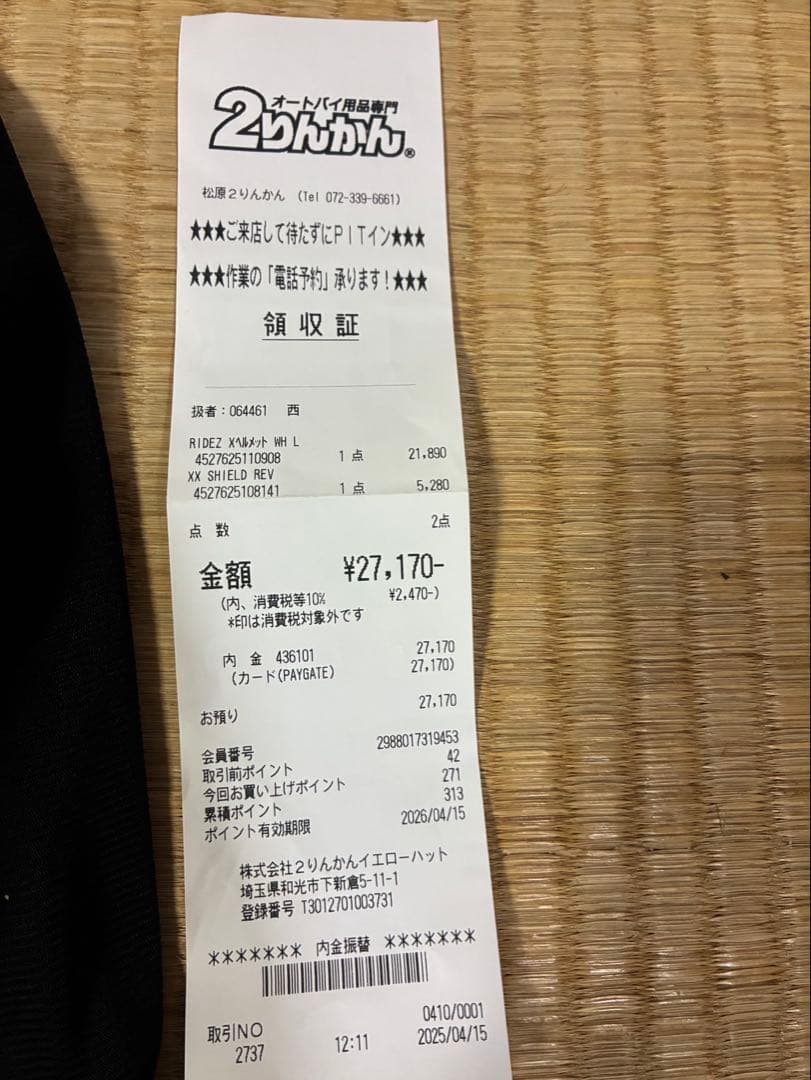 オートバイ用品専門
2りんかん®
松原2りんかん (Tel 072-339-6661)
★★★ご来店して待たずにPITイン★★★
★★★作業の「電話予約」承ります!★★★
領収証
扱者:064461 西
RIDEZ Xヘルメット WH L
4527625110908 1点 21,890
XX SHIELD REV
4527625108141 1点 5,280
点数 2点
金額 ¥27,170-
(内、消費税等10% ¥2,470-)
*印は消費税対象外です
内金 436101 27,170
(カード(PAYGATE) 27,170)
お預り 27,170
会員番号 2988017319453
取引前ポイント 42
今回お買い上げポイント 271
累積ポイント 313
ポイント有効期限 2026/04/15
株式会社2りんかんイエローハット
埼玉県和光市下新倉5-11-1
登録番号 T3012701003731
******* 内金振替 *******
0410/0001
取引NO
2737 12:11 2025/04/15